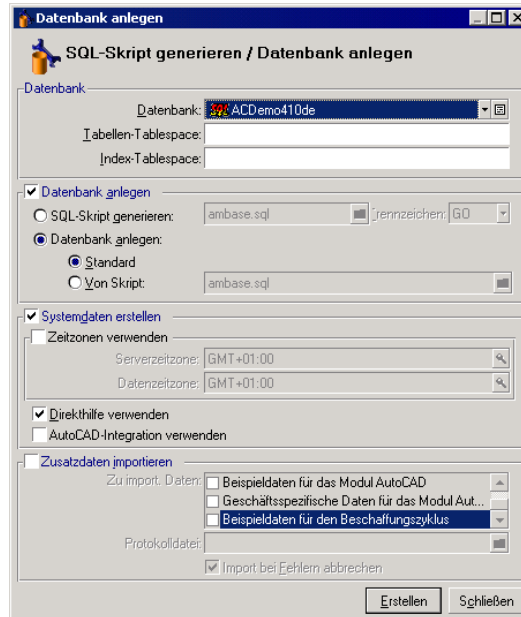 Datenbank anlegen
SQL-Skript generieren / Datenbank anlegen
Datenbank
Datenbank: ACDemo410de
Tabellen-Tablespace:
Index-Tablespace:
Datenbank anlegen
SQL-Skript generieren: ambase.sql Trennzeichen: GO
Datenbank anlegen:
Standard
Von Skript: ambase.sql
Systemdaten erstellen
Zeitzonen verwenden
Serverzeitzone: GMT+01:00
Datenzeitzone: GMT+01:00
Direkthilfe verwenden
AutoCAD-Integration verwenden
Zusatzdaten importieren
Zu import. Daten: Beispieldaten für das Modul AutoCAD
Geschäftsspezifische Daten für das Modul Aut...
Beispieldaten für den Beschaffungszyklus
Protokolldatei:
Import bei Fehlern abbrechen
Erstellen Schließen